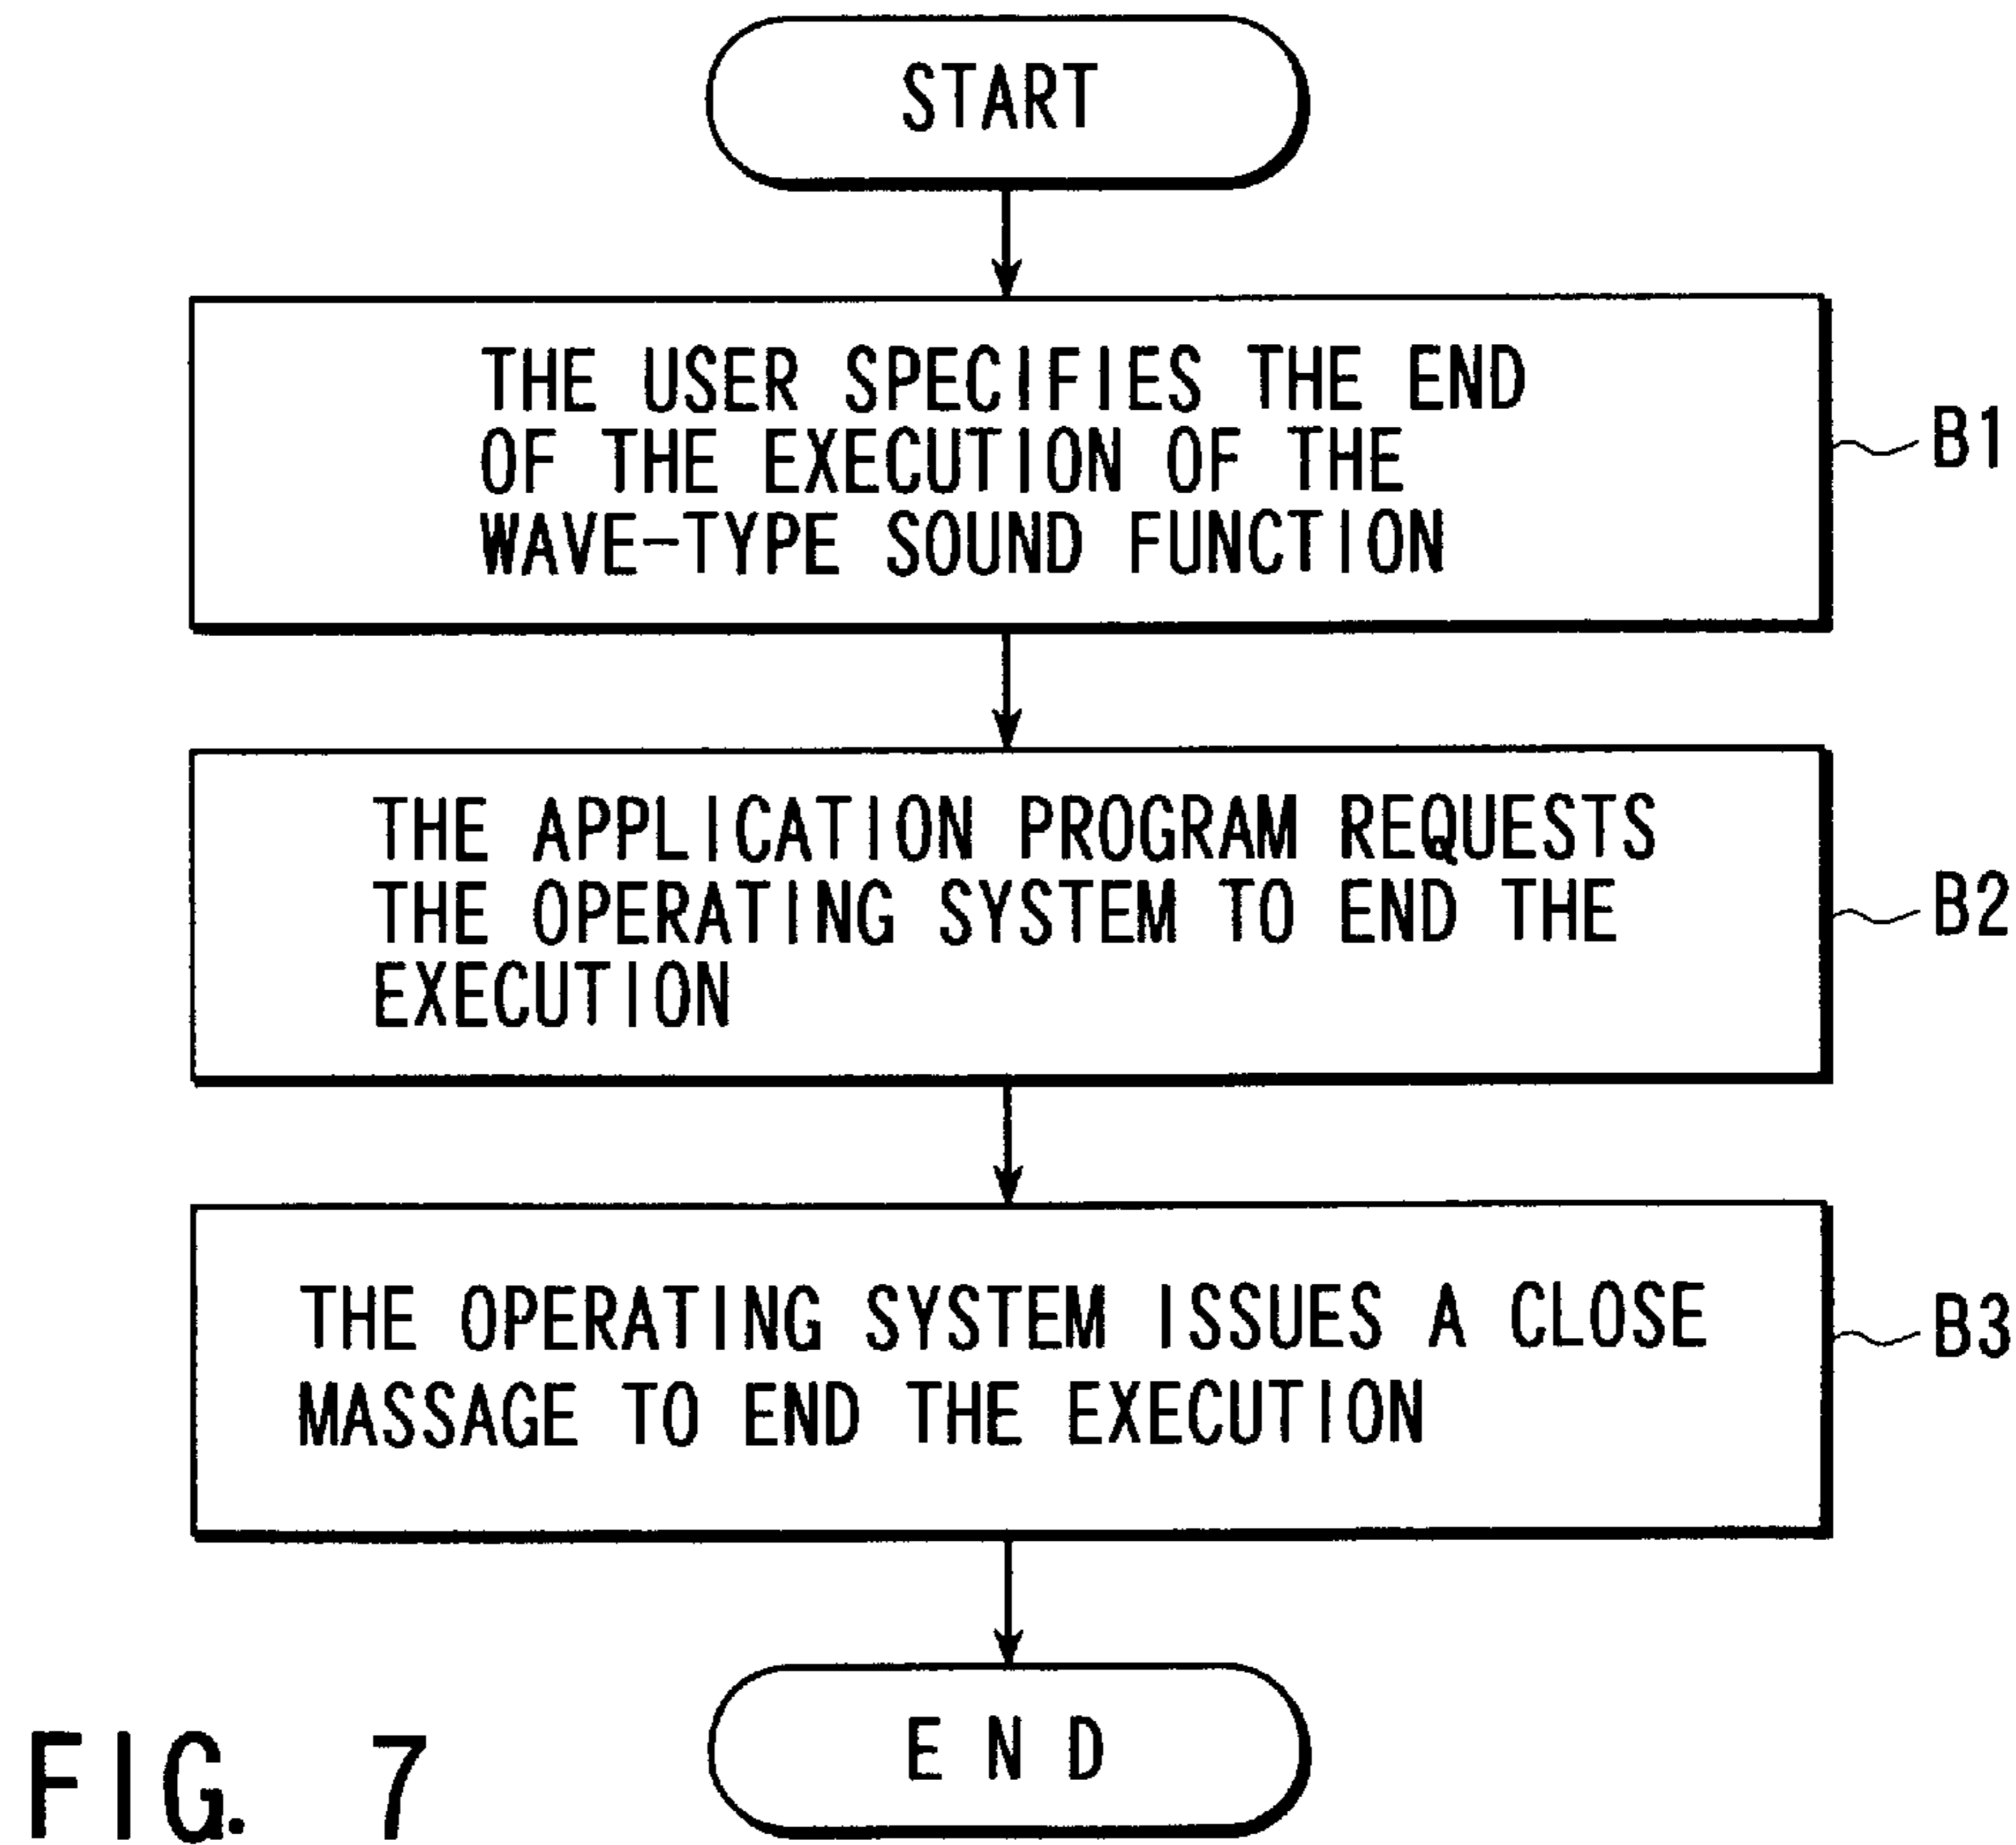 START
THE USER SPECIFIES THE END
OF THE EXECUTION OF THE
WAVE-TYPE SOUND FUNCTION
B1
THE APPLICATION PROGRAM REQUESTS
THE OPERATING SYSTEM TO END THE
EXECUTION
B2
THE OPERATING SYSTEM ISSUES A CLOSE
MASSAGE TO END THE EXECUTION
B3
END
FIG. 7